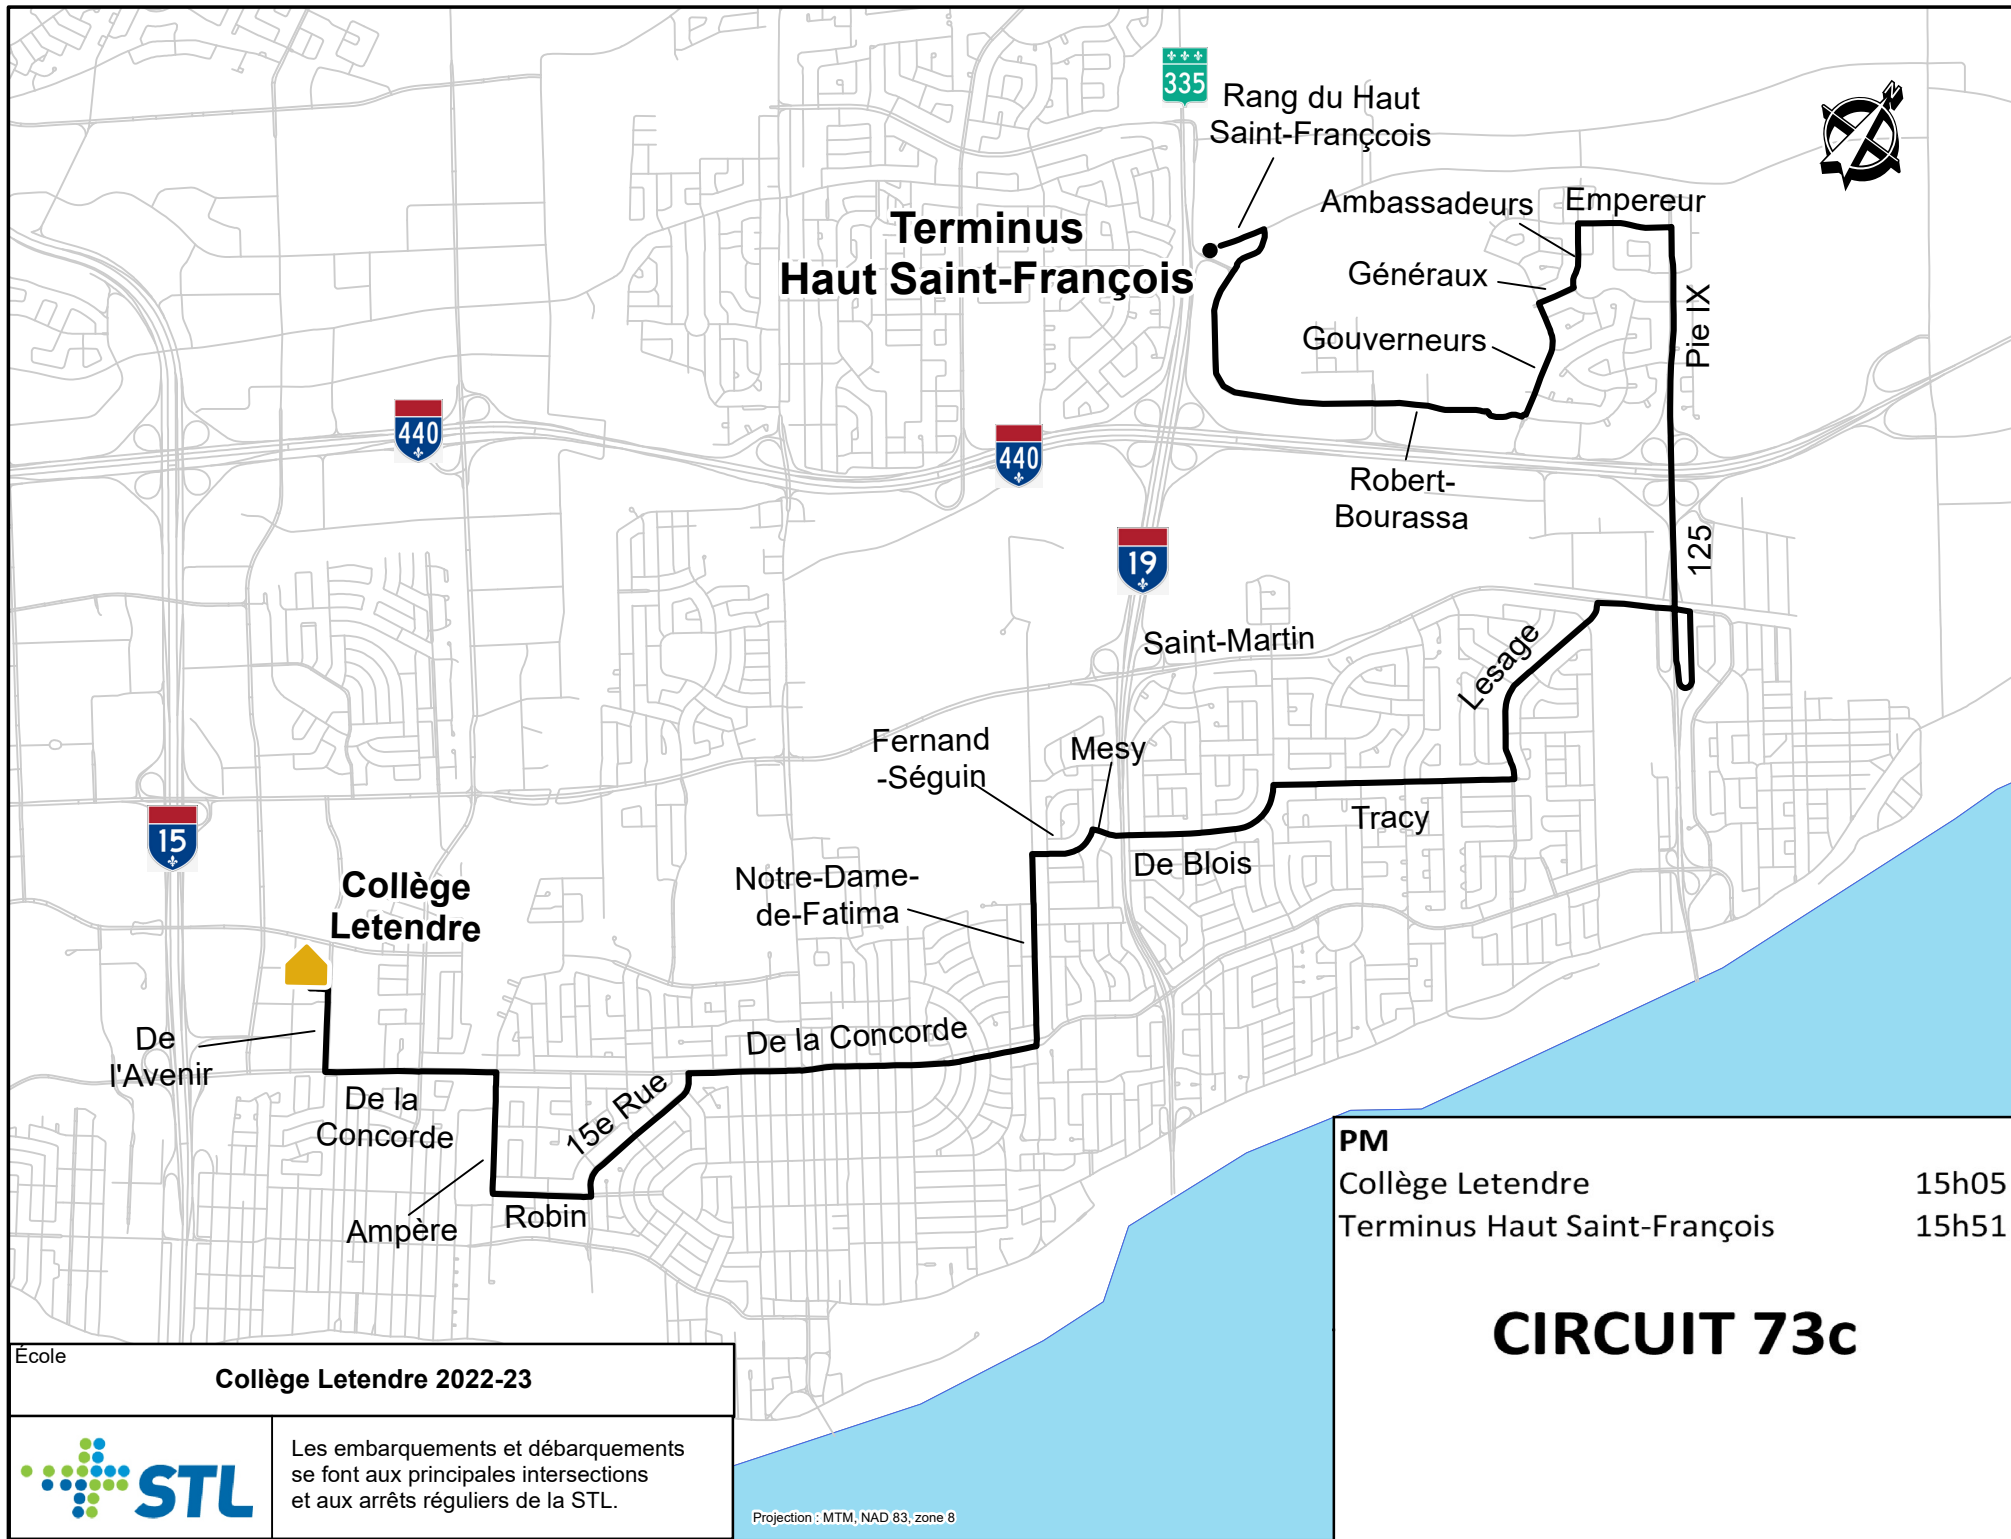 335
Rang du Haut
Saint-Françcois
N
Ambassadeurs
Empereur
Terminus
Haut Saint-François
Généraux
Gouverneurs
Pie IX
440
440
Robert-
Bourassa
125
19
Saint-Martin
Lesage
Fernand
-Séguin
Mesy
15
Tracy
De Blois
Collège
Letendre
Notre-Dame-
de-Fatima
De
l'Avenir
De la Concorde
De la
Concorde
15e Rue
Ampère
Robin
PM
Collège Letendre 15h05
Terminus Haut Saint-François 15h51
CIRCUIT 73c
École
Collège Letendre 2022-23
STL
Les embarquements et débarquements
se font aux principales intersections
et aux arrêts réguliers de la STL.
Projection : MTM, NAD 83, zone 8